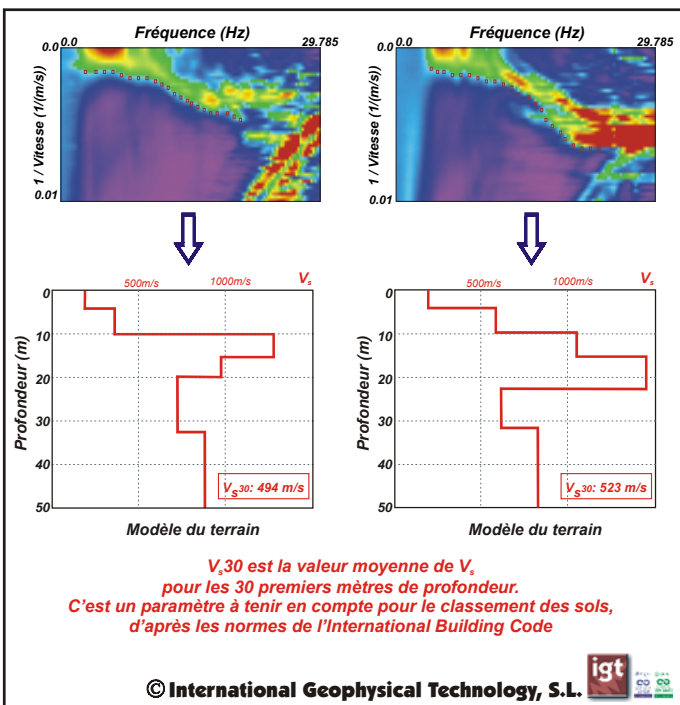 Fréquence (Hz)
0.0 0.0 29.785
1 / Vitesse (1/(m/s))
0.01
Fréquence (Hz)
0.0 0.0 29.785
1 / Vitesse (1/(m/s))
0.01
500m/s 1000m/s Vs
0
10
20
30
40
50
Profondeur (m)
VS30: 494 m/s
Modèle du terrain
500m/s 1000m/s Vs
0
10
20
30
40
50
Profondeur (m)
VS30: 523 m/s
Modèle du terrain
Vs30 est la valeur moyenne de Vs
pour les 30 premiers mètres de profondeur.
C'est un paramètre à tenir en compte pour le classement des sols,
d'après les normes de l'International Building Code
© International Geophysical Technology, S.L.
igt